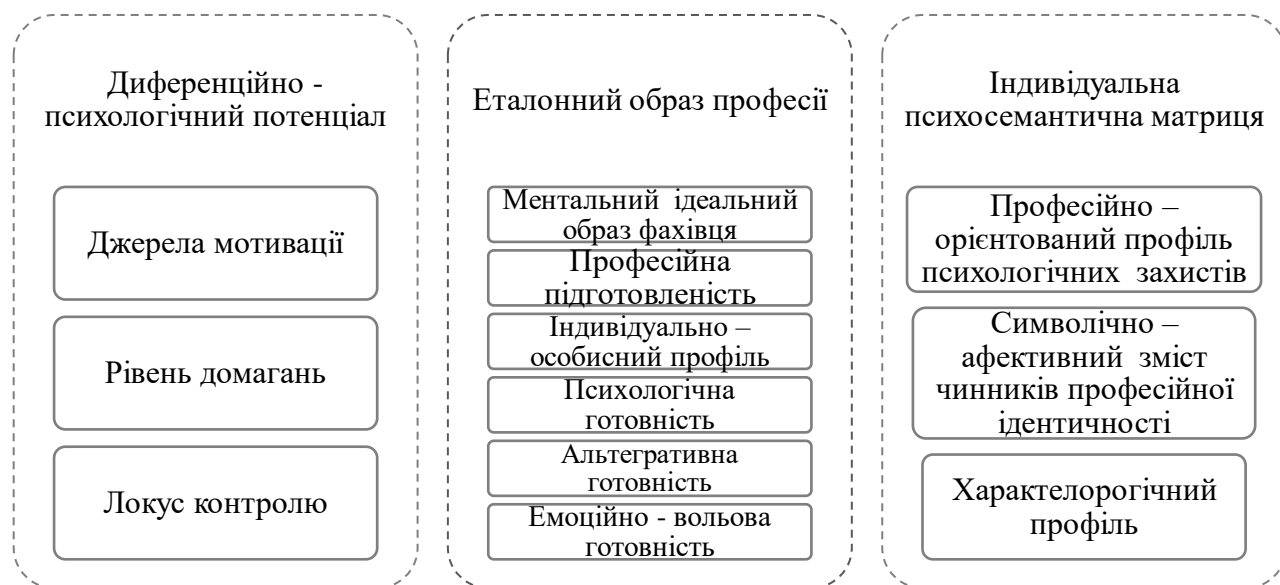 Диференційно -
психологічний потенціал
Джерела мотивації
Рівень домагань
Локус контролю
Еталонний образ професії
Ментальний ідеальний
образ фахівця
Професійна
підготовленість
Індивідуально –
особисний профіль
Психологічна
готовність
Альтегративна
готовність
Емоційно - вольова
готовність
Індивідуальна
психосемантична матриця
Професійно –
орієнтований профіль
психологічних захистів
Символічно –
афективний зміст
чинників професійної
ідентичності
Характелорогічний
профіль